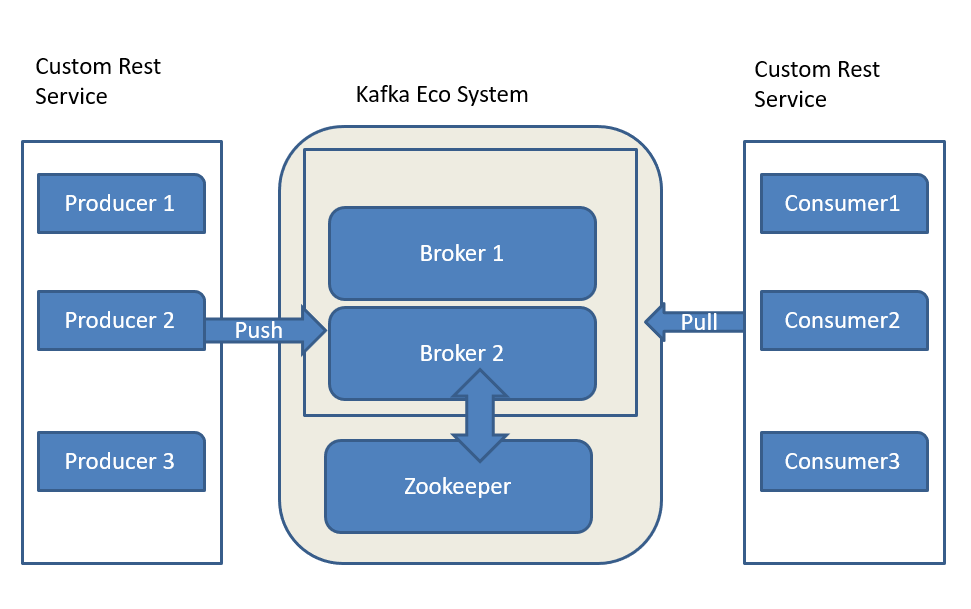 Custom Rest
Service
Kafka Eco System
Custom Rest
Service
Producer 1
Producer 2
Producer 3
Push
Broker 1
Broker 2
Zookeeper
Pull
Consumer1
Consumer2
Consumer3